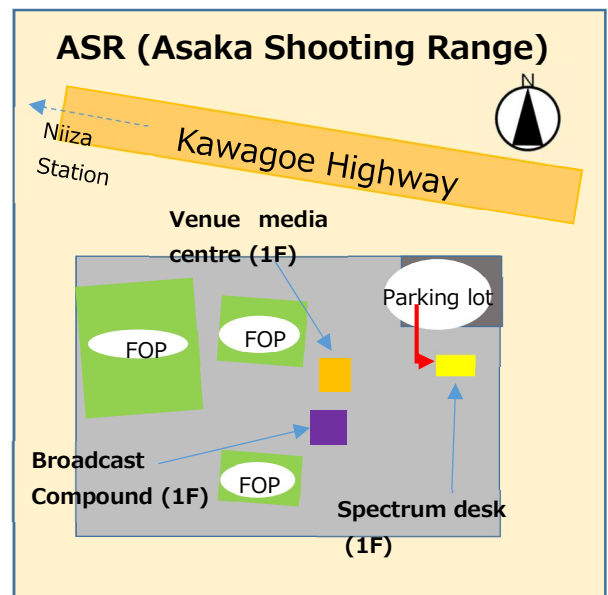 ASR (Asaka Shooting Range)
N
Niiza
Station
Kawagoe Highway
Venue media
centre (1F)
Parking lot
FOP
FOP
Broadcast
Compound (1F)
FOP
Spectrum desk
(1F)